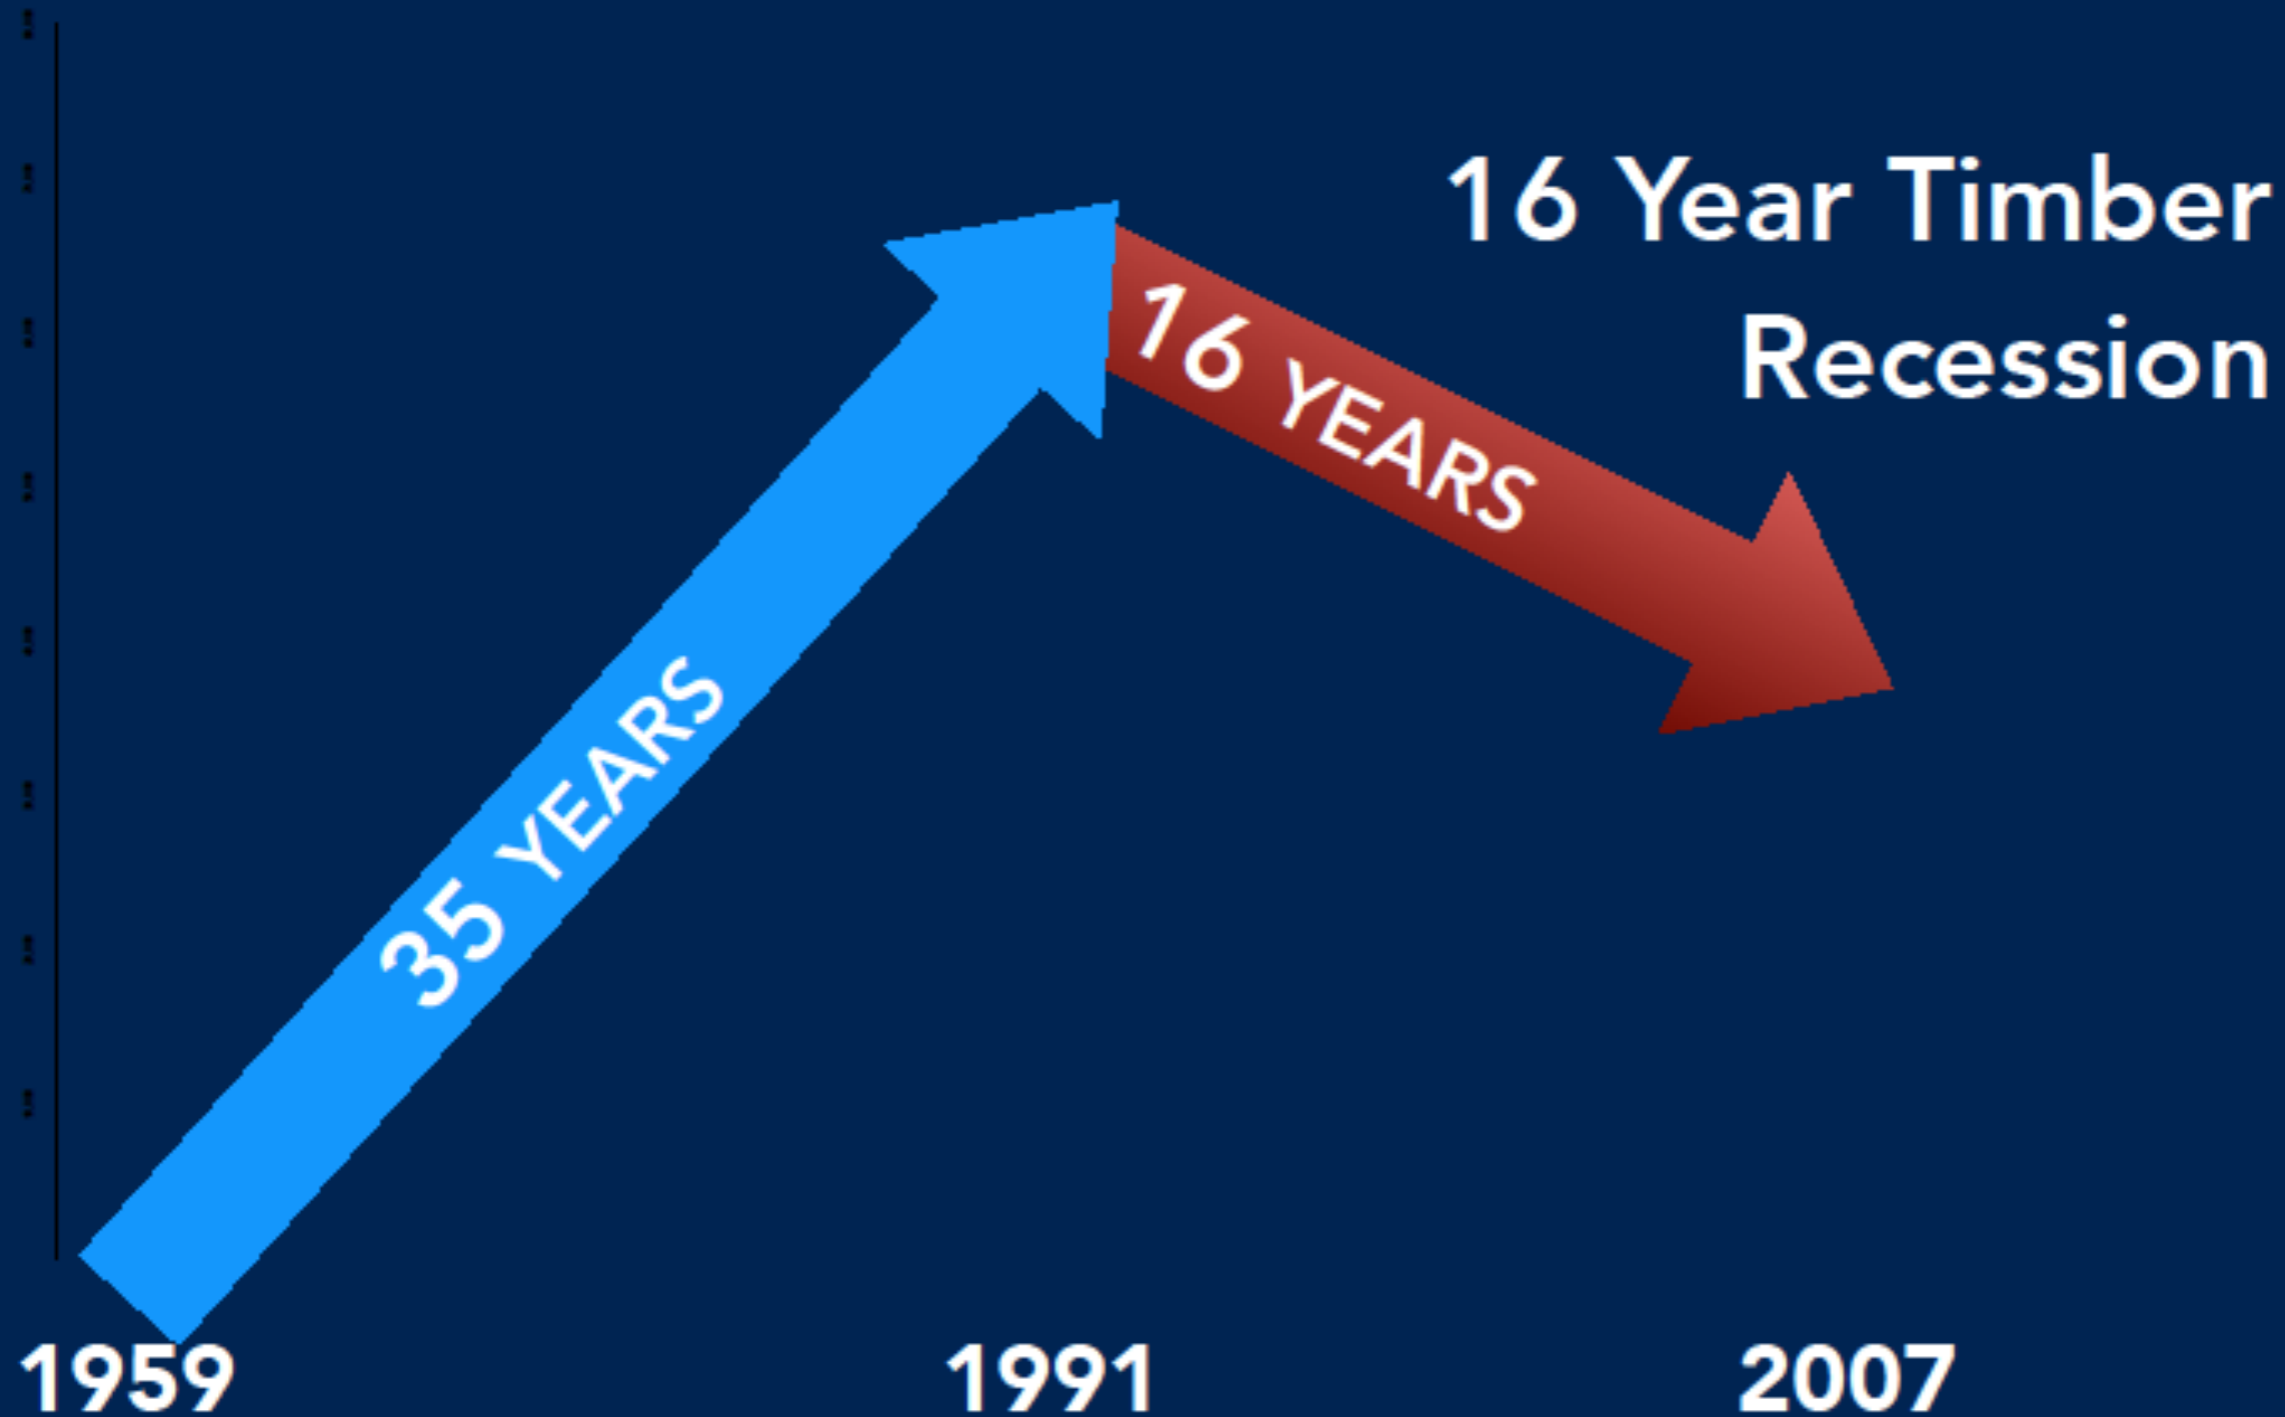 16 Year Timber
Recession
16 YEARS
35 YEARS
1959 1991 2007